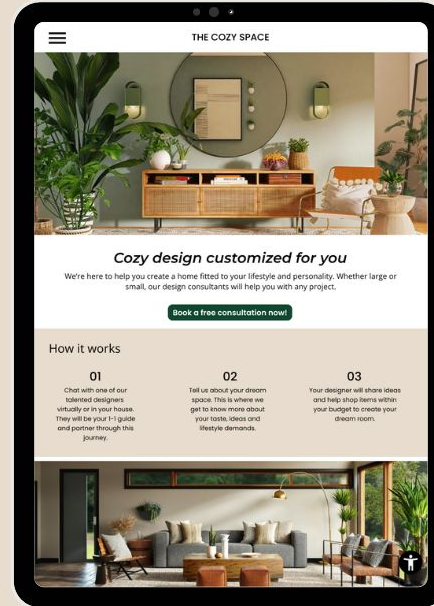 THE COZY SPACE
Cozy design customized for you
We're here to help you create a home fitted to your lifestyle and personality. Whether large or
small, our design consultants will help you with any project.
Book a free consultation now!
How it works
01
Chat with one of our
talented designers
virtually or in your house.
They will be your 1-1 guide
and partner through this
journey.
02
Tell us about your dream
space. This is where we
get to know more about
your taste, ideas and
lifestyle demands.
03
Your designer will share ideas
and help shop items within
your budget to create your
dream room.